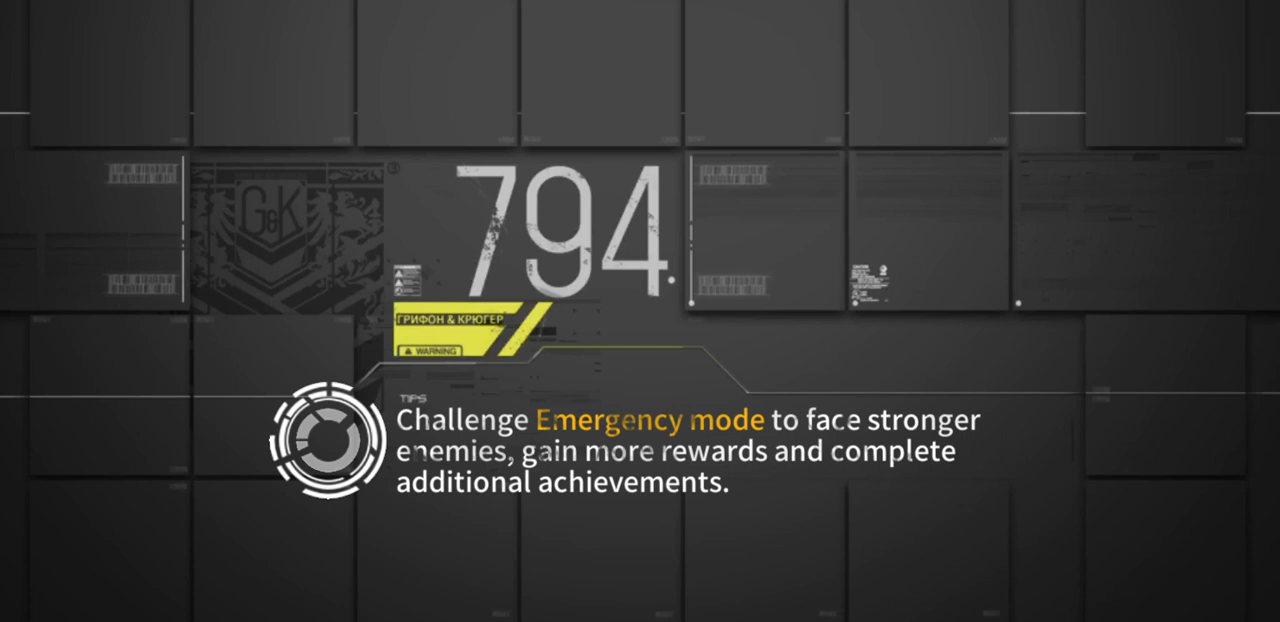 G&K
794.
ГРИФОН & КРЮГЕР
WARNING
TIPS
Challenge Emergency mode to face stronger
enemies, gain more rewards and complete
additional achievements.